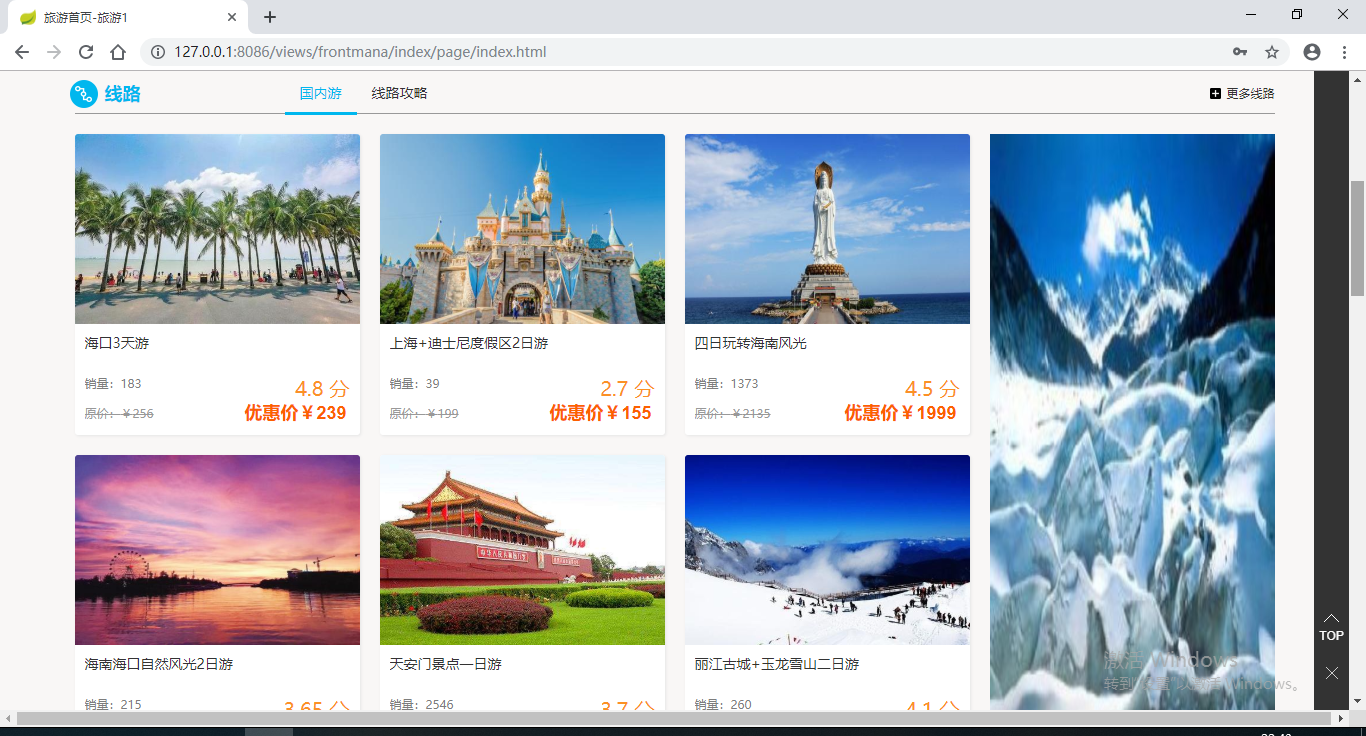 旅游首页-旅游1
127.0.0.1:8086/views/frontmana/index/page/index.html
线路
国内游
线路攻略
更多线路
海口3天游
销量：183
4.8 分
原价：￥256
优惠价￥239
上海+迪士尼度假区2日游
销量：39
2.7 分
原价：￥199
优惠价￥155
四日玩转海南风光
销量：1373
4.5 分
原价：￥2135
优惠价￥1999
海南海口自然风光2日游
销量：215
3.65 分
天安门景点一日游
销量：2546
3.7 分
丽江古城+玉龙雪山二日游
销量：260
4.1 分
TOP
激活 Windows
转到"设置"以激活 Windows。